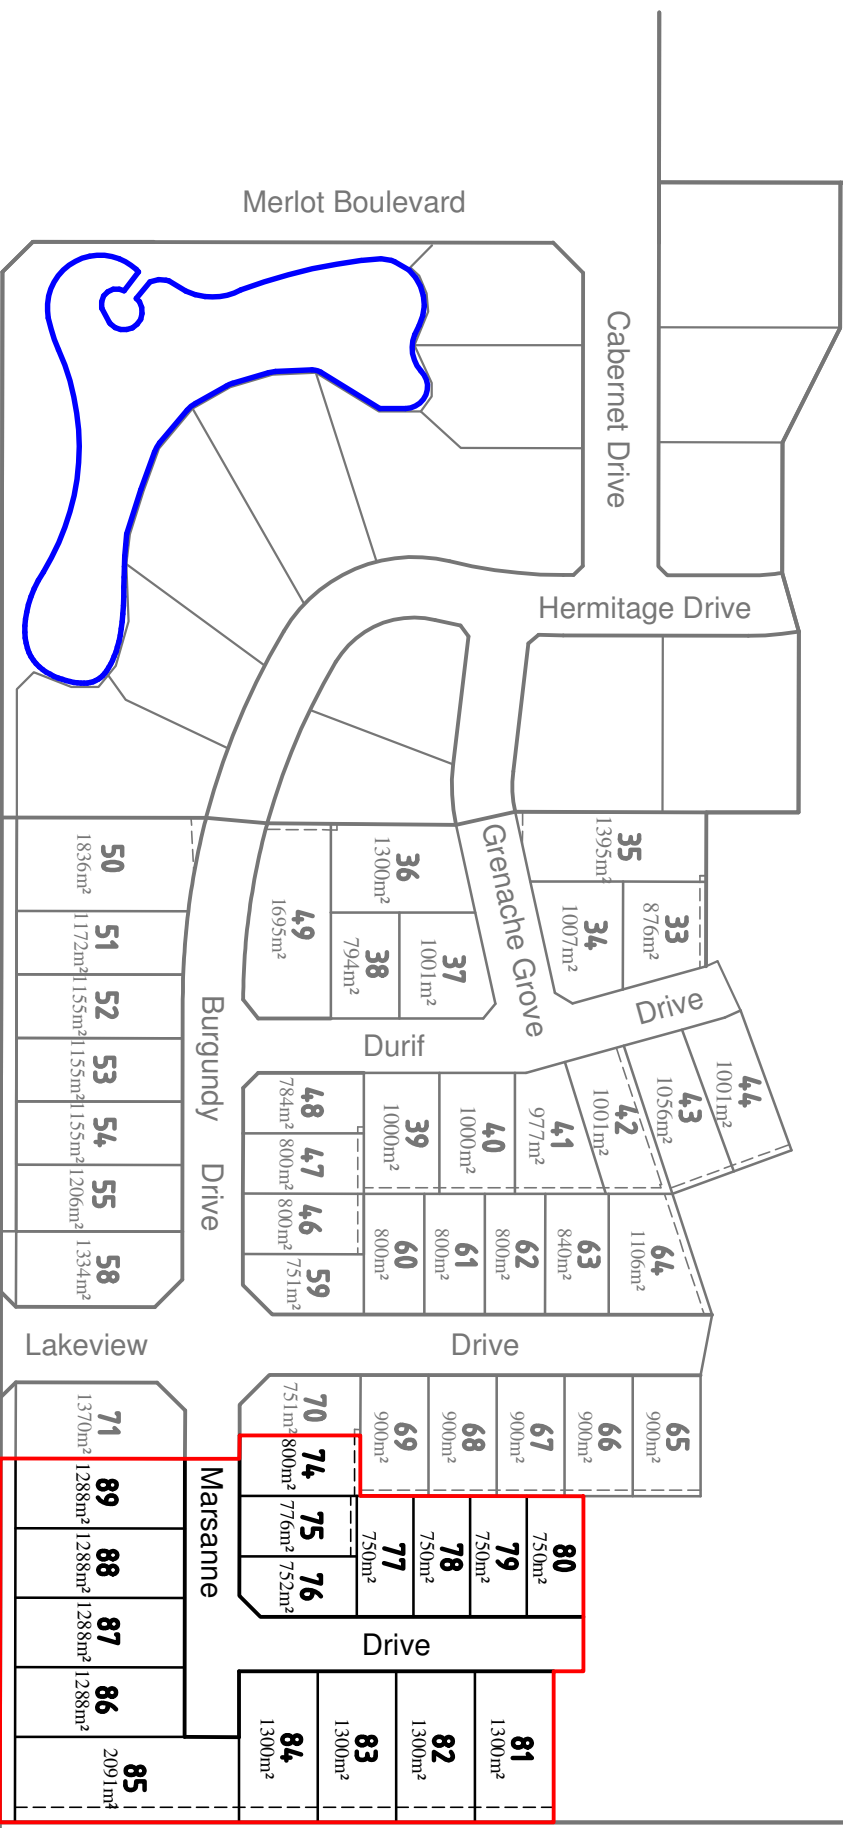 Merlot Boulevard
Cabernet Drive
Hermitage Drive
Grenache Grove
50
1836m²
51
1172m²
52
1155m²
53
1155m²
54
1155m²
55
1206m²
58
1334m²
49
1695m²
36
1300m²
38
794m²
37
1001m²
35
1395m²
34
1007m²
33
876m²
Burgundy Drive
Durif Drive
48
784m²
47
800m²
46
800m²
59
751m²
39
1000m²
40
1000m²
41
977m²
42
1001m²
43
1056m²
44
1001m²
60
800m²
61
800m²
62
800m²
63
840m²
64
1106m²
Lakeview Drive
71
1370m²
70
751m²
69
900m²
68
900m²
67
900m²
66
900m²
65
900m²
Marsanne Drive
89
1288m²
88
1288m²
87
1288m²
86
1288m²
85
2091m²
74
800m²
75
776m²
76
752m²
77
750m²
78
750m²
79
750m²
80
750m²
84
1300m²
83
1300m²
82
1300m²
81
1300m²